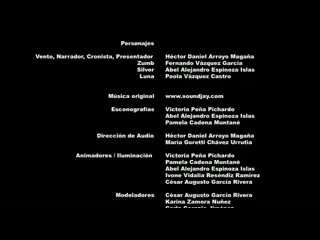 Personajes
Vento, Narrador, Cronista, Presentador Héctor Daniel Arroyo Magaña
Zumb Fernando Vázquez García
Silver Abel Alejandro Espinoza Islas
Luna Paola Vázquez Castro
Música original www.soundjay.com
Escenografías Victoria Peña Pichardo
Abel Alejandro Espinoza Islas
Pamela Cadena Muntané
Dirección de Audio Héctor Daniel Arroyo Magaña
María Goretti Chávez Urrutia
Animadores / Iluminación Victoria Peña Pichardo
Pamela Cadena Muntané
Abel Alejandro Espinoza Islas
Ivone Vidalia Reséndiz Ramírez
César Augusto García Rivera
Modeladores César Augusto García Rivera
Karina Zamora Nuñez